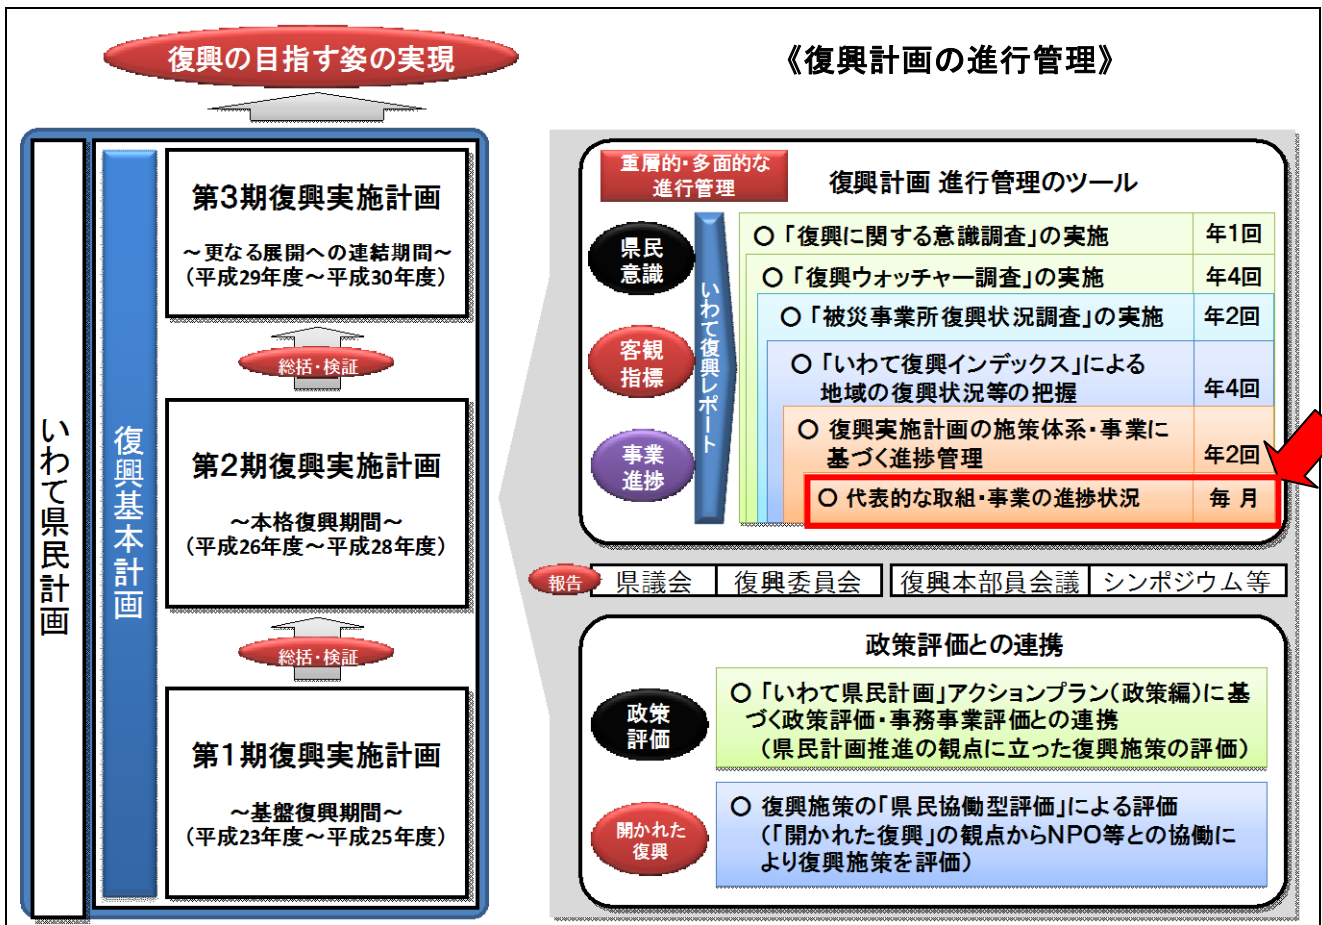 復興の目指す姿の実現
《復興計画の進行管理》
いわて県民計画
復興基本計画
第3期復興実施計画
～更なる展開への連結期間～
(平成29年度～平成30年度)
総括・検証
第2期復興実施計画
～本格復興期間～
(平成26年度～平成28年度)
総括・検証
第1期復興実施計画
～基盤復興期間～
(平成23年度～平成25年度)
重層的・多面的な
進行管理
復興計画 進行管理のツール
県民
意識
客観
指標
事業
進捗
いわて復興レポート
○「復興に関する意識調査」の実施 年1回
○「復興ウォッチャー調査」の実施 年4回
○「被災事業所復興状況調査」の実施 年2回
○「いわて復興インデックス」による
地域の復興状況等の把握 年4回
○ 復興実施計画の施策体系・事業に
基づく進捗管理 年2回
○ 代表的な取組・事業の進捗状況 毎 月
報告 県議会 復興委員会 復興本部員会議 シンポジウム等
政策評価との連携
政策
評価
○「いわて県民計画」アクションプラン(政策編)に基
づく政策評価・事務事業評価との連携
(県民計画推進の観点に立った復興施策の評価)
開かれた
復興
○ 復興施策の「県民協働型評価」による評価
(「開かれた復興」の観点からNPO等との協働に
より復興施策を評価)